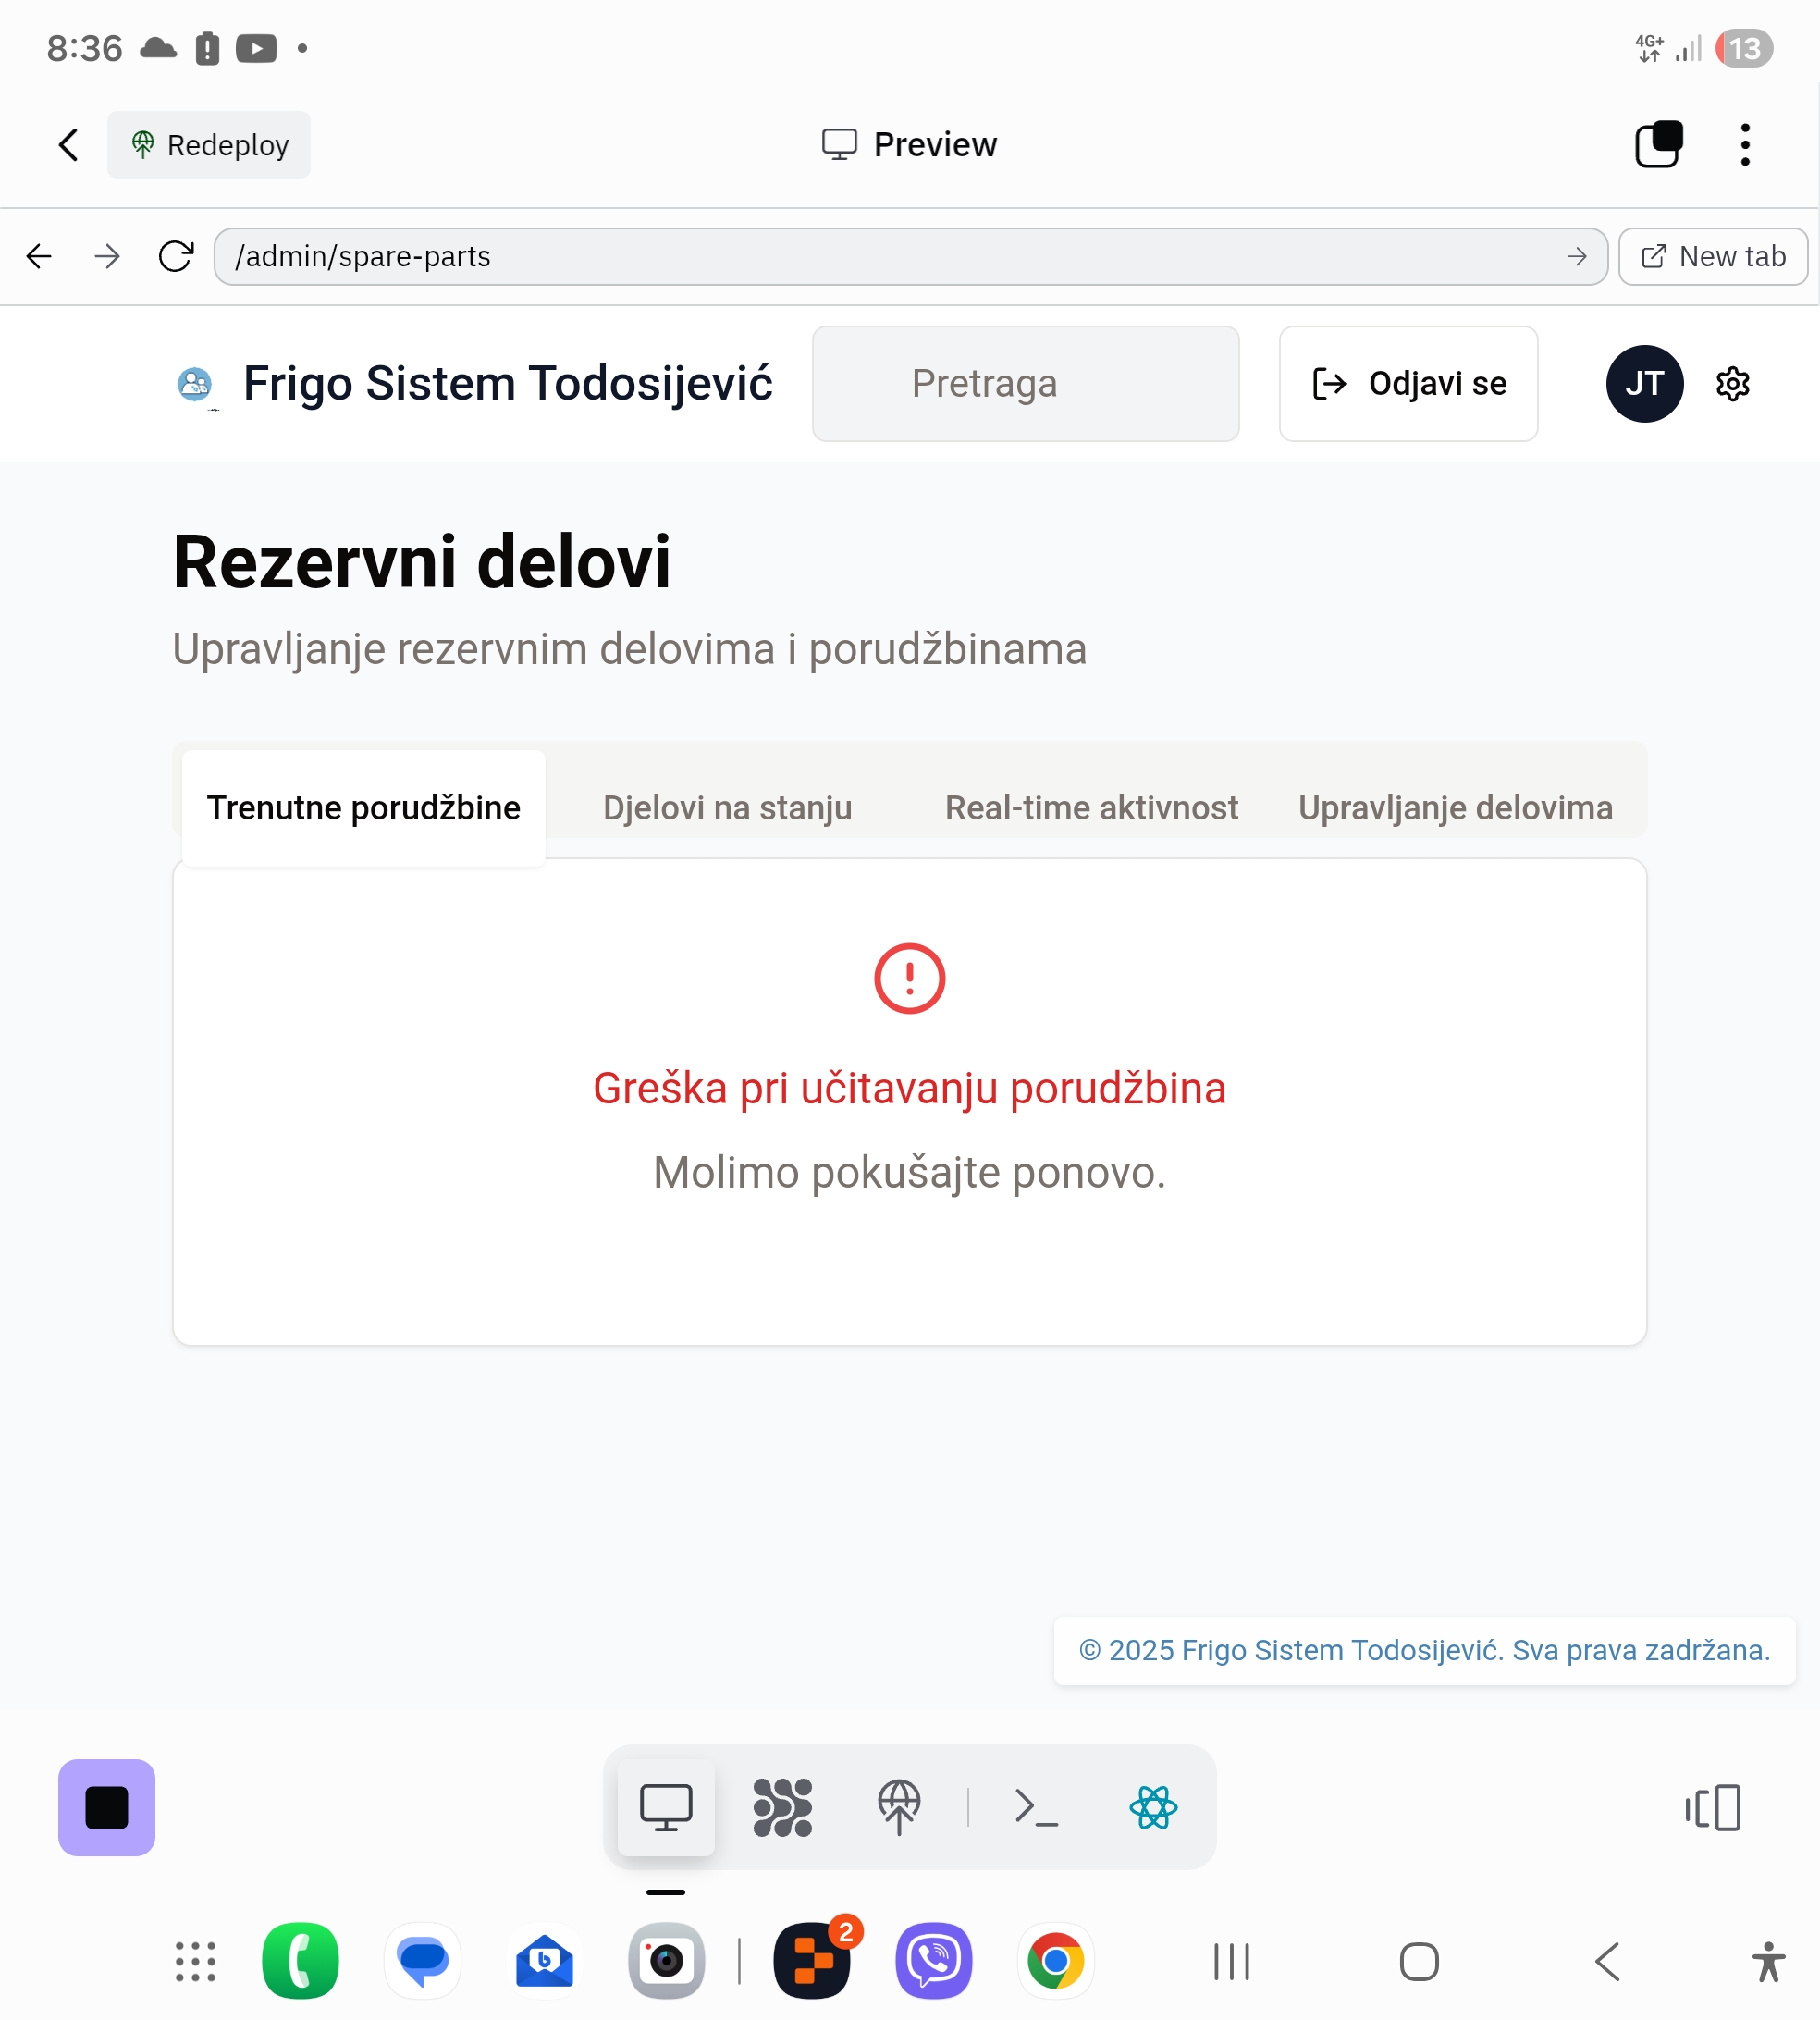 8:36
4G+
13
Redeploy
Preview
/admin/spare-parts
New tab
Frigo Sistem Todosijević
Pretraga
Odjavi se
JT
Rezervni delovi
Upravljanje rezervnim delovima i porudžbinama
Trenutne porudžbine
Djelovi na stanju
Real-time aktivnost
Upravljanje delovima
Greška pri učitavanju porudžbina
Molimo pokušajte ponovo.
© 2025 Frigo Sistem Todosijević. Sva prava zadržana.
2